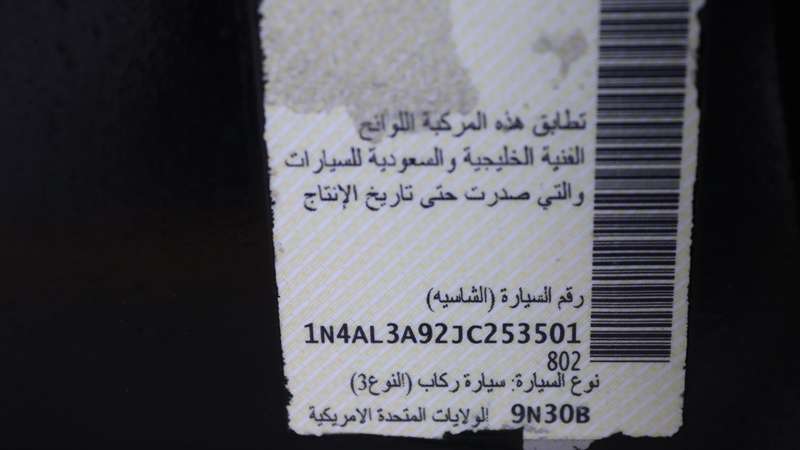 تطابق هذه المركبة اللوائح
الفنية الخليجية والسعودية للسيارات
والتي صدرت حتى تاريخ الإنتاج
رقم السيارة (الشاسيه)
1N4AL3A92JC253501
802
نوع السيارة: سيارة ركاب (النوع3)
9N30B الولايات المتحدة الامريكية